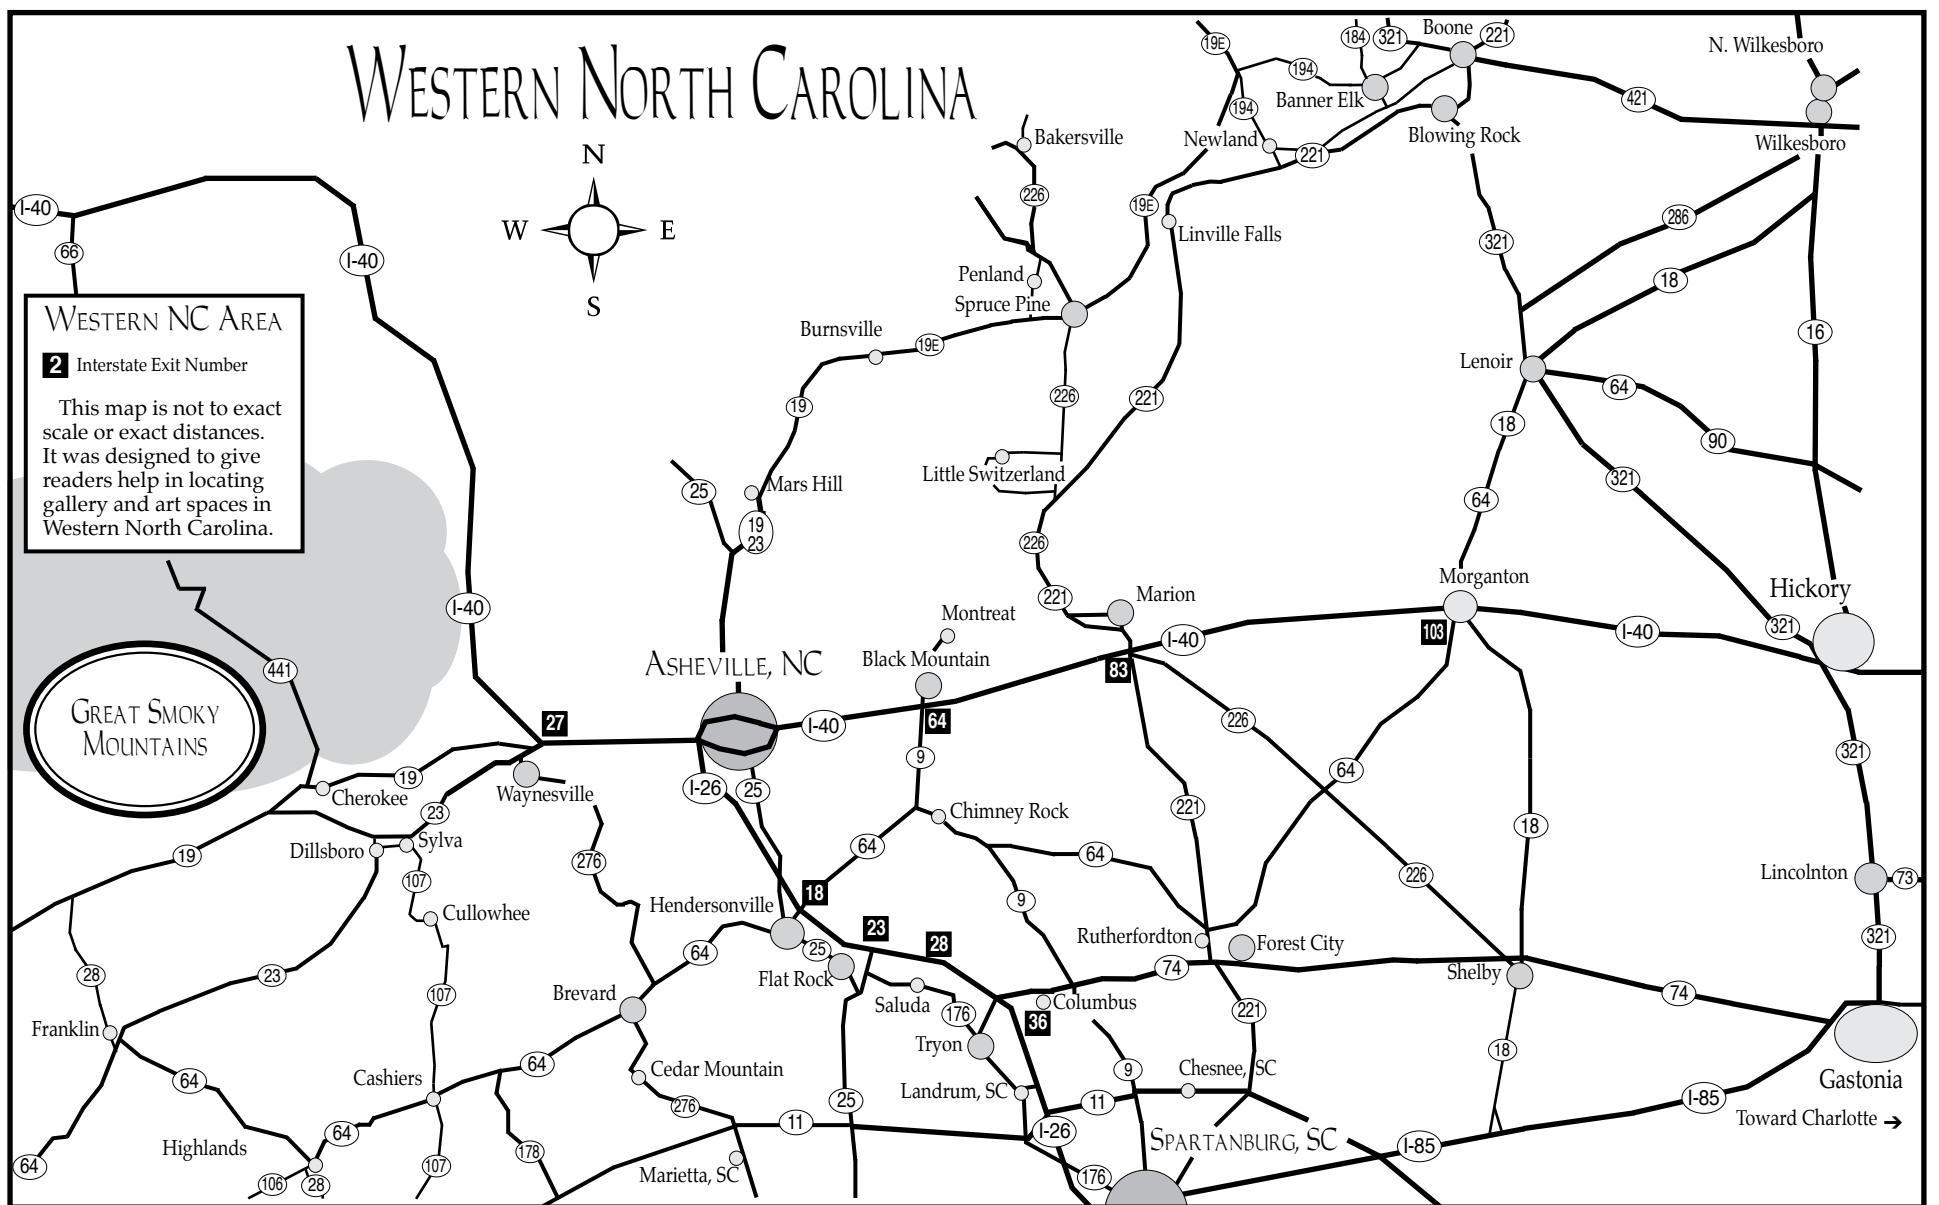 WESTERN NORTH CAROLINA
N
W
E
S
I-40
66
I-40
WESTERN NC AREA
2 Interstate Exit Number
This map is not to exact
scale or exact distances.
It was designed to give
readers help in locating
gallery and art spaces in
Western North Carolina.
GREAT SMOKY
MOUNTAINS
441
I-40
27
19
Cherokee
23
Waynesville
19
Dillsboro
Sylva
107
Cullowhee
276
28
23
107
Franklin
64
64
Highlands
106
28
64
Cashiers
107
64
178
Brevard
64
Cedar Mountain
276
Marietta, SC
11
25
ASHEVILLE, NC
I-26
25
I-40
25
19
23
Mars Hill
19
Burnsville
19E
Bakersville
226
Penland
Spruce Pine
226
Little Switzerland
226
221
221
Linville Falls
19E
19E
194
194
Newland
221
Banner Elk
184
321
Boone
221
Blowing Rock
421
N. Wilkesboro
Wilkesboro
321
286
18
16
Lenoir
64
90
18
321
64
Morganton
103
Hickory
321
I-40
Marion
83
I-40
Montreat
Black Mountain
64
9
Chimney Rock
64
64
9
221
226
64
226
18
321
Lincolnton
73
321
Hendersonville
18
25
Flat Rock
23
28
Saluda
176
Tryon
36
Columbus
74
Rutherfordton
Forest City
221
Shelby
74
18
Landrum, SC
9
Chesnee, SC
11
I-26
176
SPARTANBURG, SC
I-85
I-85
Gastonia
Toward Charlotte ➔